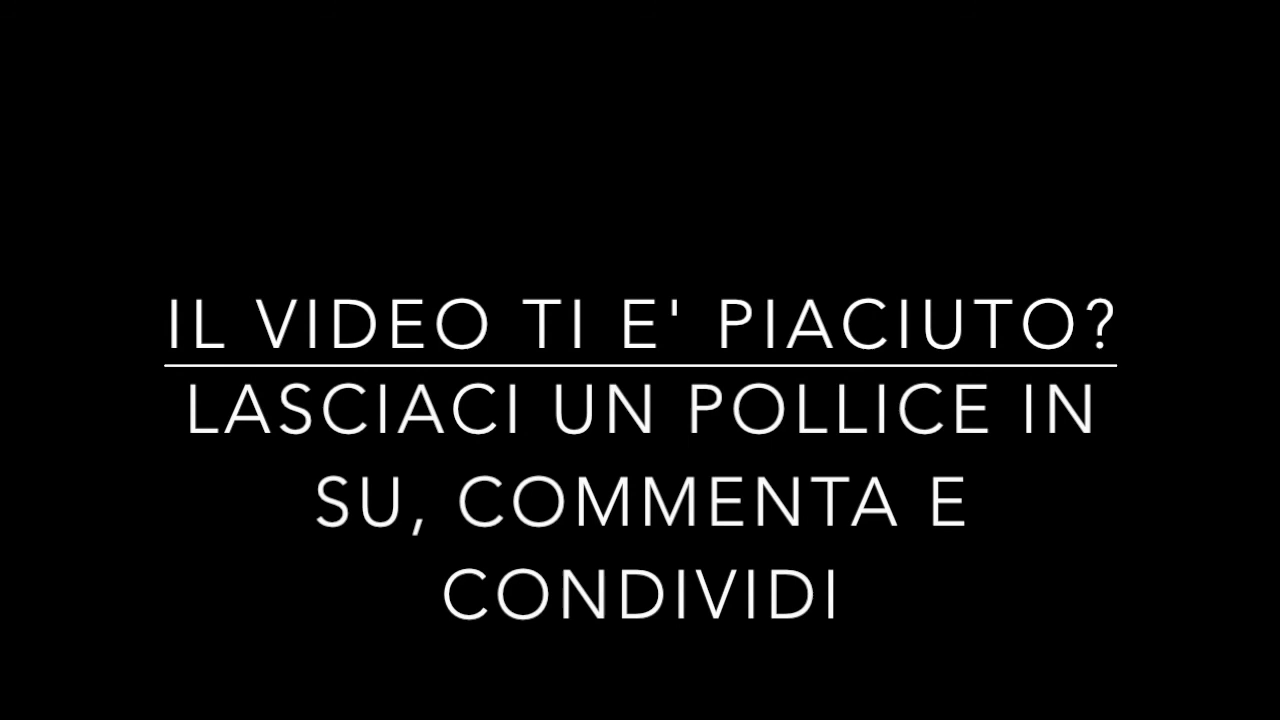 IL VIDEO TI E' PIACIUTO?
LASCIACI UN POLLICE IN
SU, COMMENTA E
CONDIVIDI